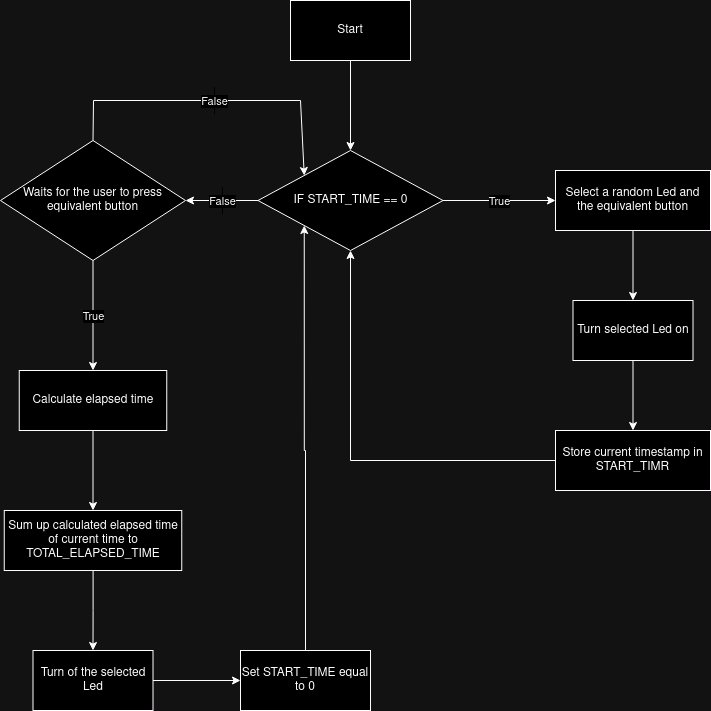 Start
False
Waits for the user to press
equivalent button
False
IF START_TIME == 0
True
Select a random Led and
the equivalent button
Turn selected Led on
True
Calculate elapsed time
Store current timestamp in
START_TIMR
Sum up calculated elapsed time
of current time to
TOTAL_ELAPSED_TIME
Turn of the selected
Led
Set START_TIME equal
to 0